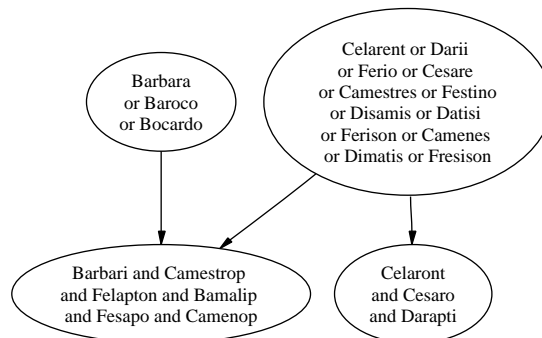 Barbara
or Baroco
or Bocardo
Celarent or Darii
or Ferio or Cesare
or Camestres or Festino
or Disamis or Datisi
or Ferison or Camenes
or Dimatis or Fresison
Barbari and Camestrop
and Felapton and Bamalip
and Fesapo and Camenop
Celaront
and Cesaro
and Darapti